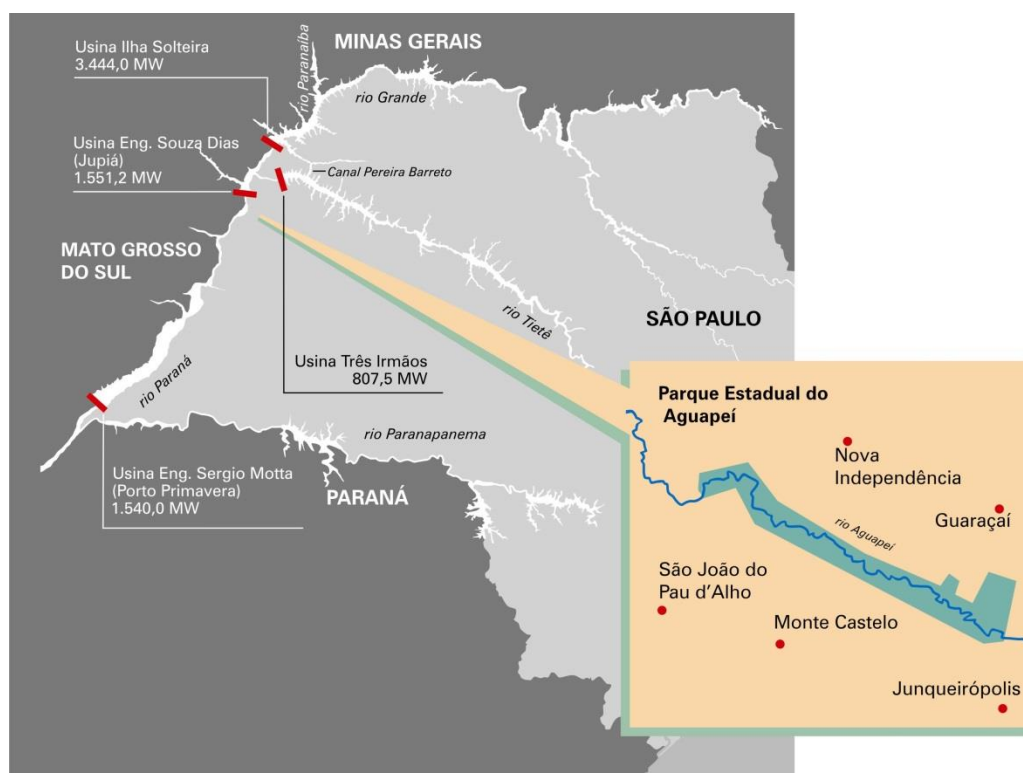 MINAS GERAIS
Usina Ilha Solteira
3.444,0 MW
rio Paranaíba
rio Grande
Usina Eng. Souza Dias
(Jupiá)
1.551,2 MW
Canal Pereira Barreto
MATO GROSSO
DO SUL
rio Tietê
SÃO PAULO
Usina Três Irmãos
807,5 MW
rio Paraná
rio Paranapanema
Usina Eng. Sergio Motta
(Porto Primavera)
1.540,0 MW
PARANÁ
Parque Estadual do
Aguapeí
Nova
Independência
Guaraçaí
rio Aguapeí
São João do
Pau d'Alho
Monte Castelo
Junqueirópolis